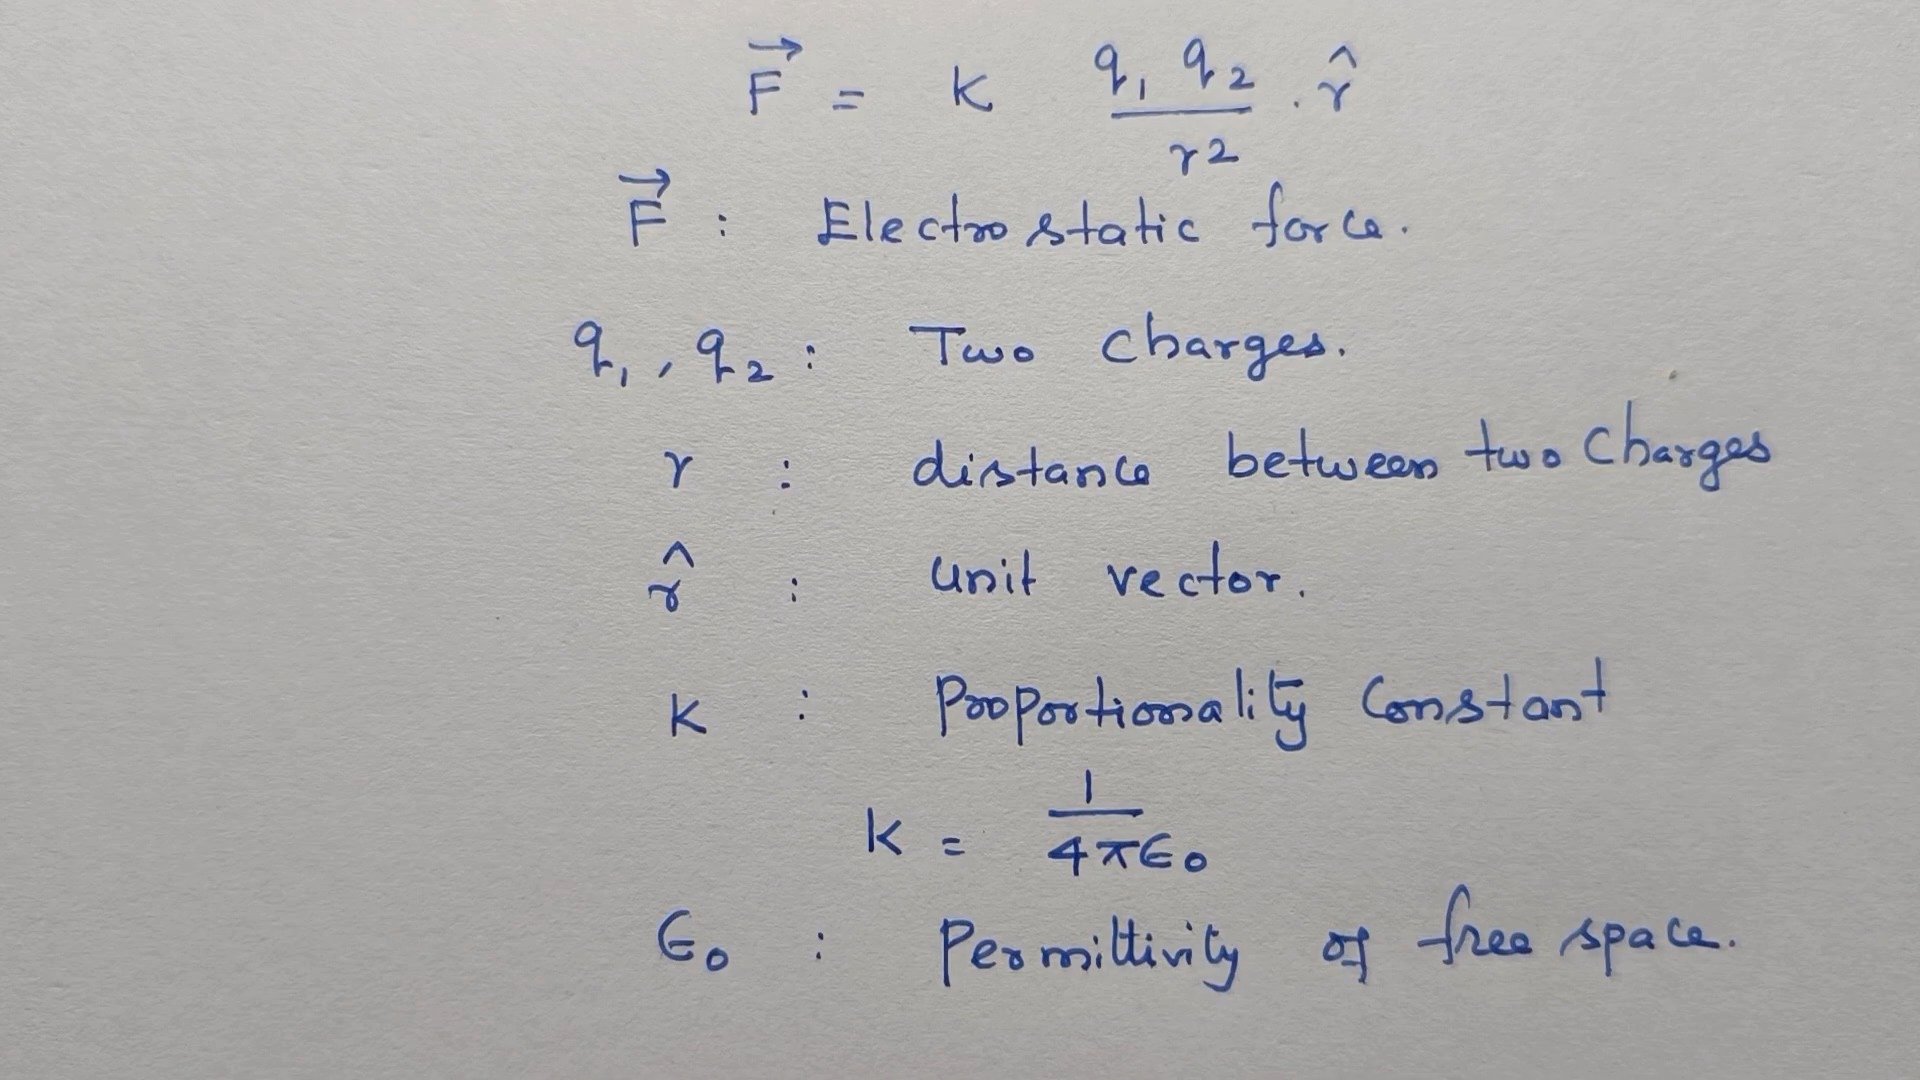 F⃗ = k q₁ q₂ / r2 . r̂
F⃗ : Electrostatic force.
q₁, q₂ : Two charges.
r : distance between two charges
r̂ : unit vector.
k : Proportionality Constant
k = 1 / 4πϵ₀
ϵ₀ : Permittivity of free space.